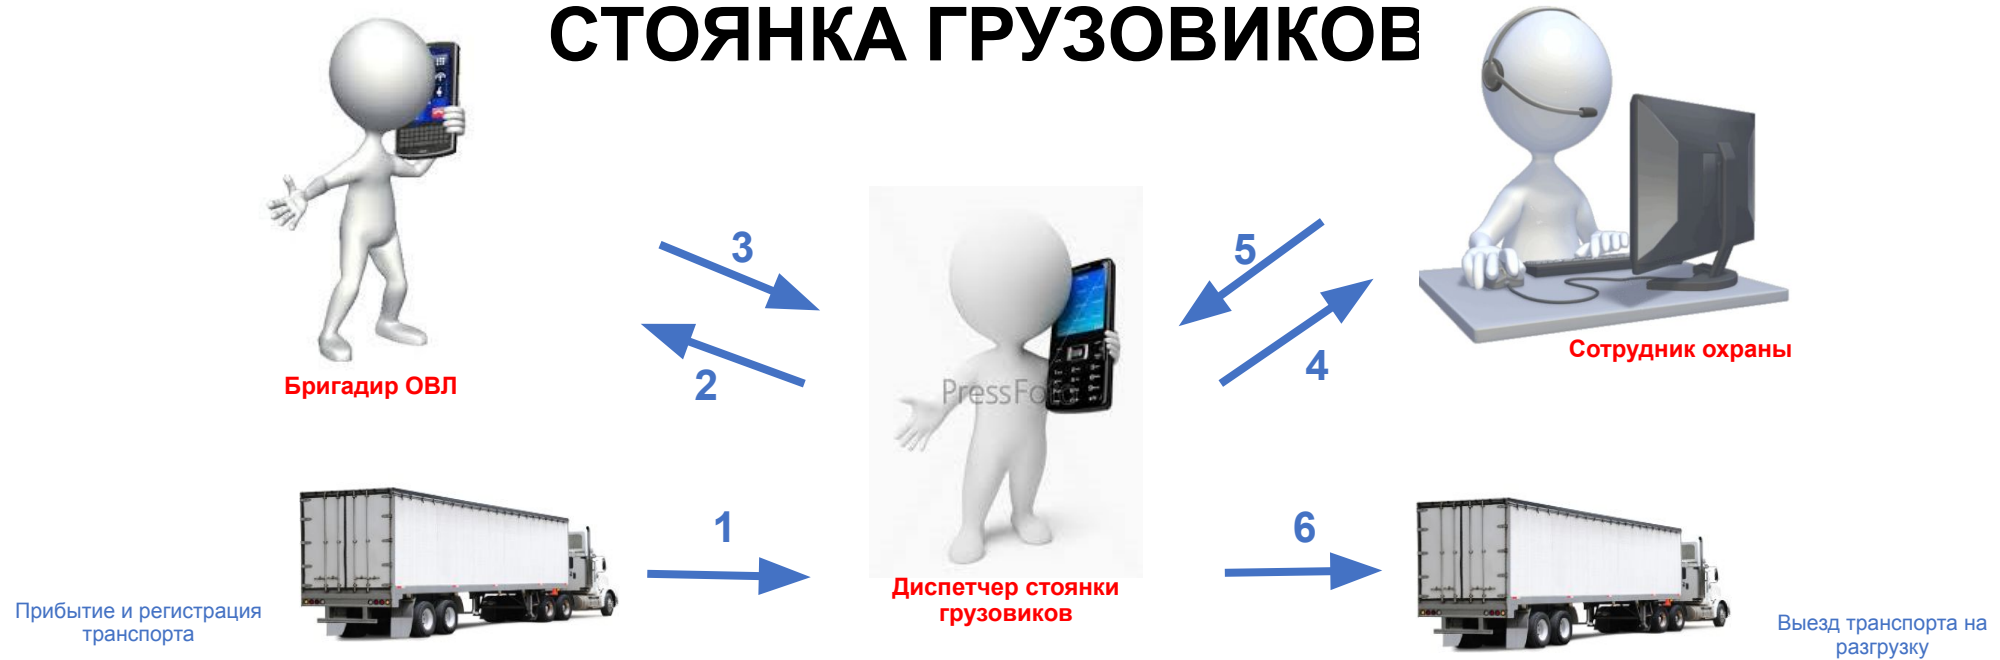 СТОЯНКА ГРУЗОВИКОВ
3
5
2
4
Сотрудник охраны
Бригадир ОВЛ
PressFoto
1
6
Диспетчер стоянки
грузовиков
Прибытие и регистрация
транспорта
Выезд транспорта на
разгрузку